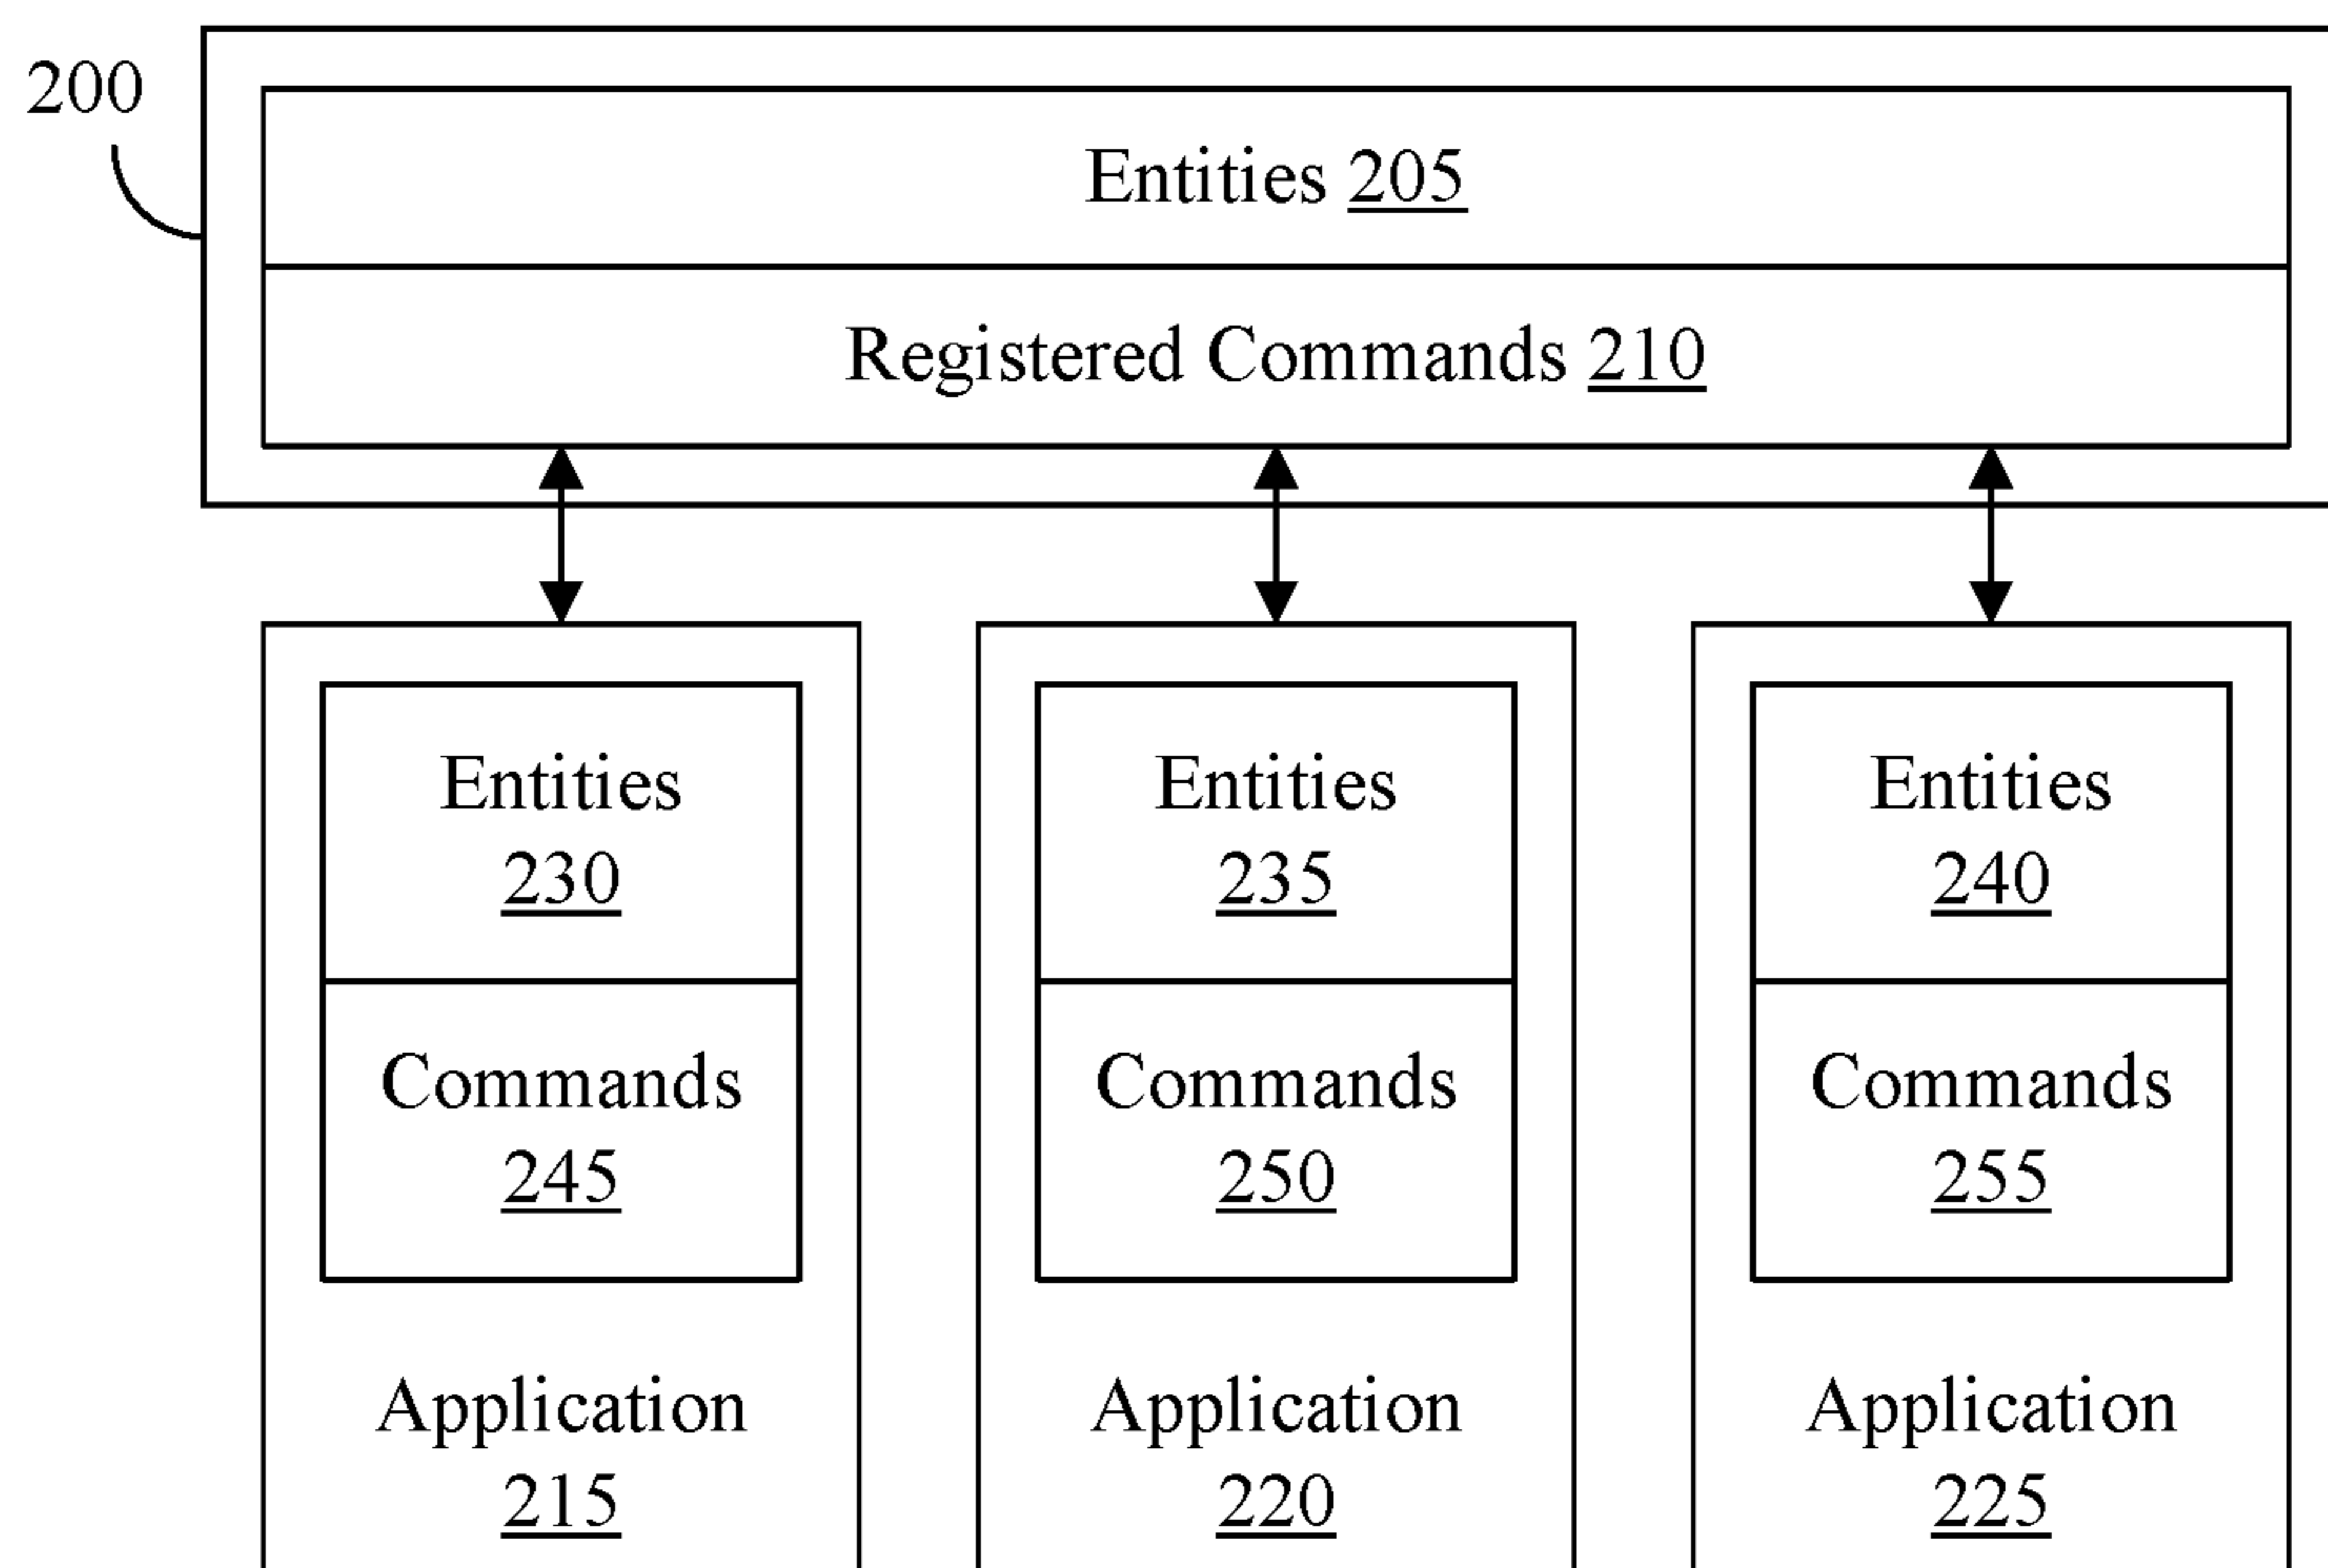 200
Entities 205
Registered Commands 210
Entities
230
Commands
245
Application
215
Entities
235
Commands
250
Application
220
Entities
240
Commands
255
Application
225